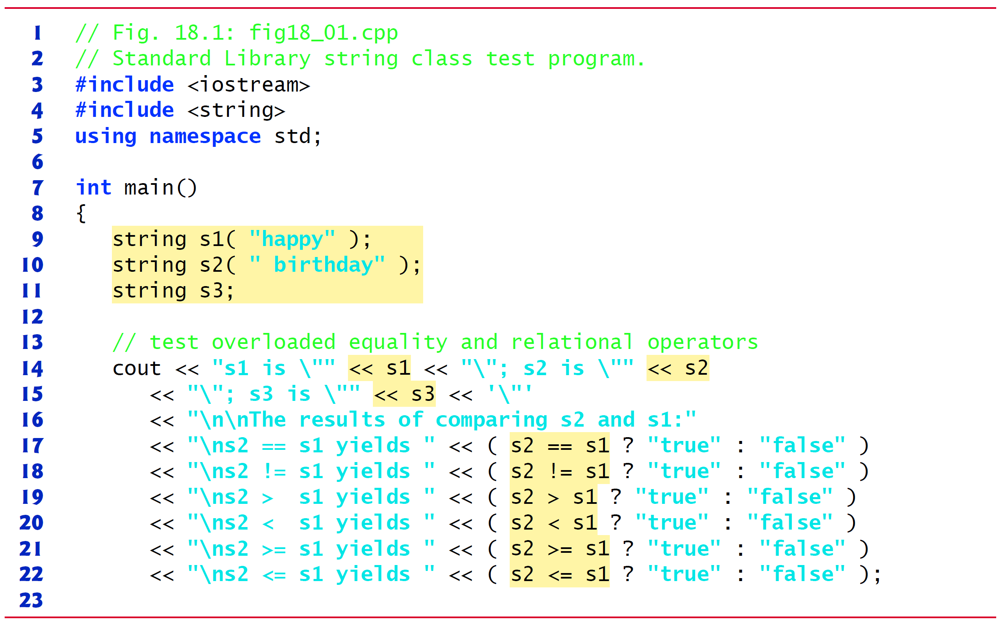 1 // Fig. 18.1: fig18_01.cpp
2 // Standard Library string class test program.
3 #include <iostream>
4 #include <string>
5 using namespace std;
6
7 int main()
8 {
9 string s1( "happy" );
10 string s2( " birthday" );
11 string s3;
12
13 // test overloaded equality and relational operators
14 cout << "s1 is \"" << s1 << "\"; s2 is \"" << s2
15 << "\"; s3 is \"" << s3 << '\"'
16 << "\n\nThe results of comparing s2 and s1:"
17 << "\ns2 == s1 yields " << ( s2 == s1 ? "true" : "false" )
18 << "\ns2 != s1 yields " << ( s2 != s1 ? "true" : "false" )
19 << "\ns2 >  s1 yields " << ( s2 > s1 ? "true" : "false" )
20 << "\ns2 <  s1 yields " << ( s2 < s1 ? "true" : "false" )
21 << "\ns2 >= s1 yields " << ( s2 >= s1 ? "true" : "false" )
22 << "\ns2 <= s1 yields " << ( s2 <= s1 ? "true" : "false" );
23